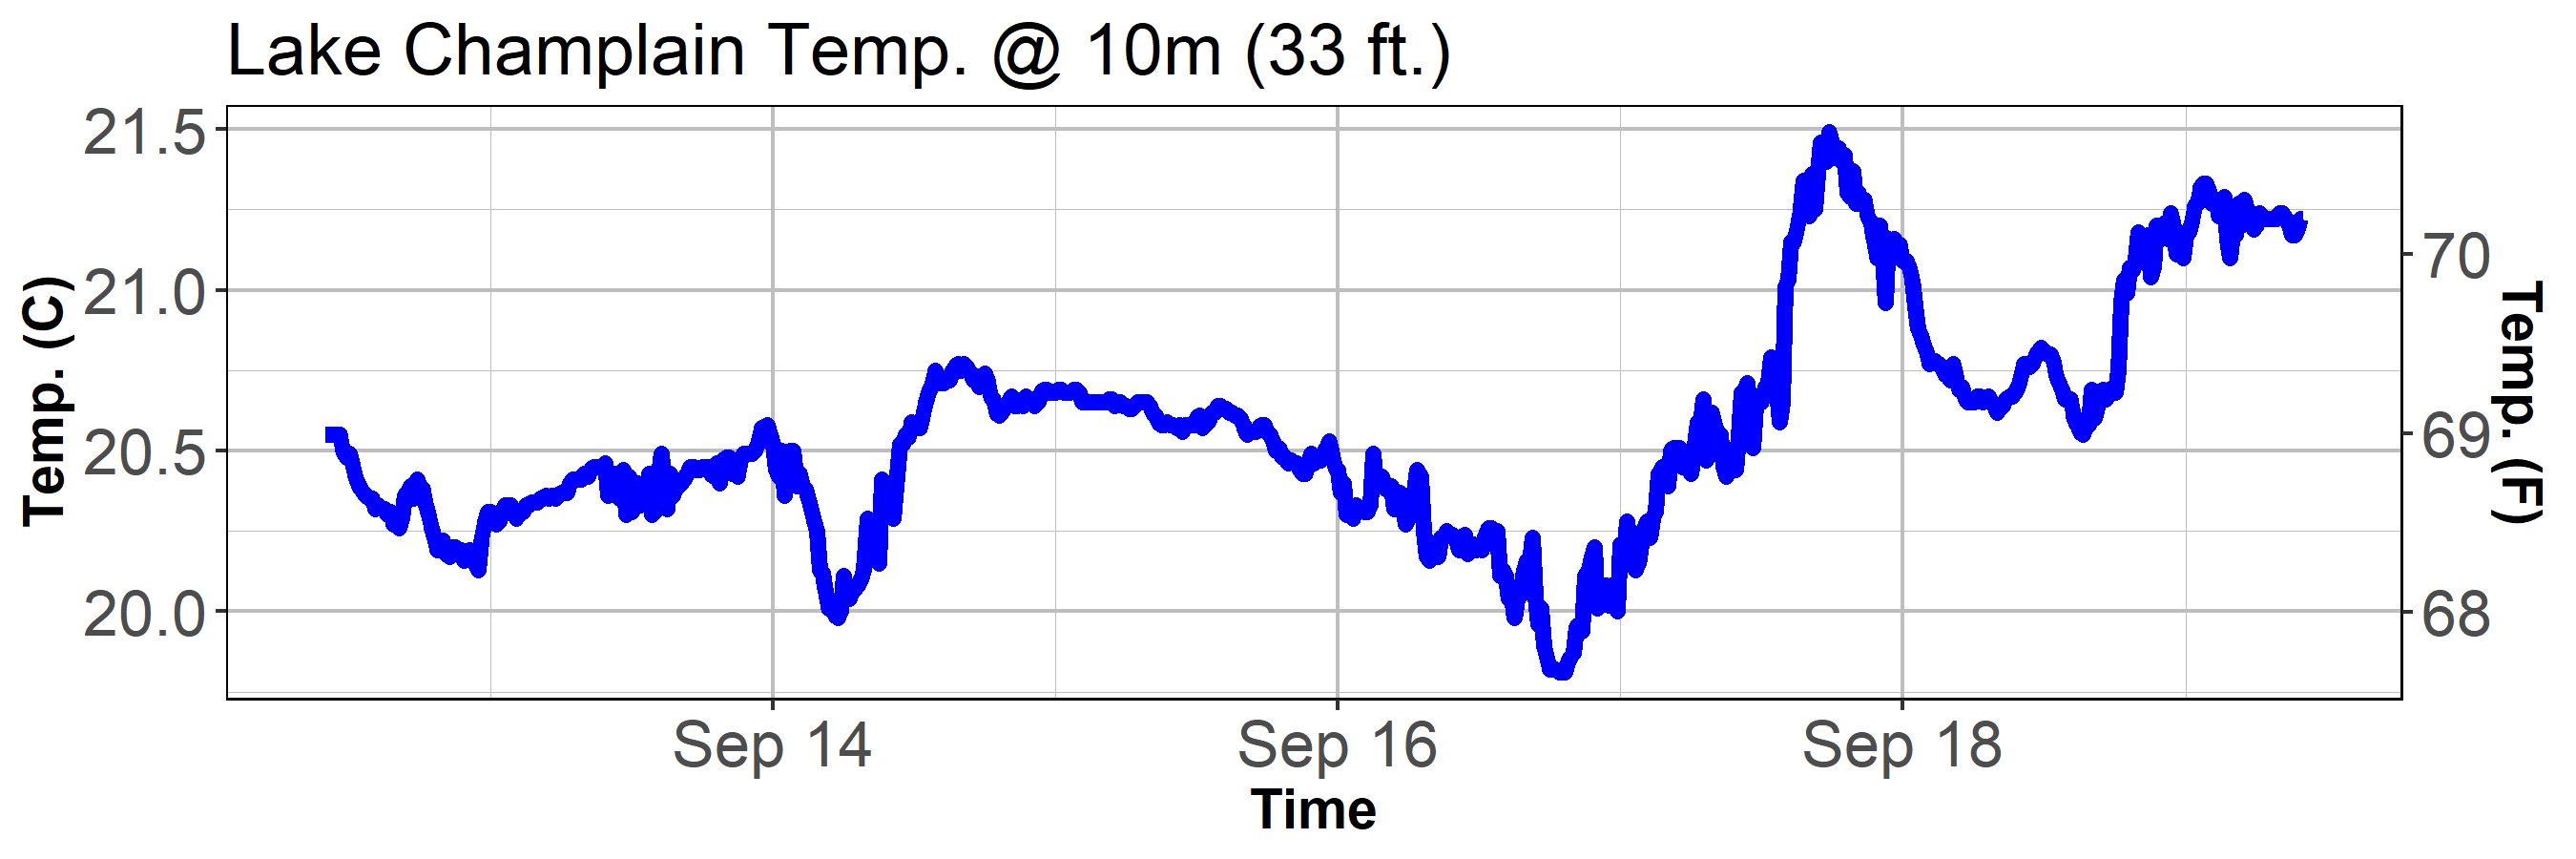 Lake Champlain Temp. @ 10m (33 ft.)
21.5
21.0
20.5
20.0
Temp. (C)
70
69
68
Temp. (F)
Sep 14
Sep 16
Sep 18
Time